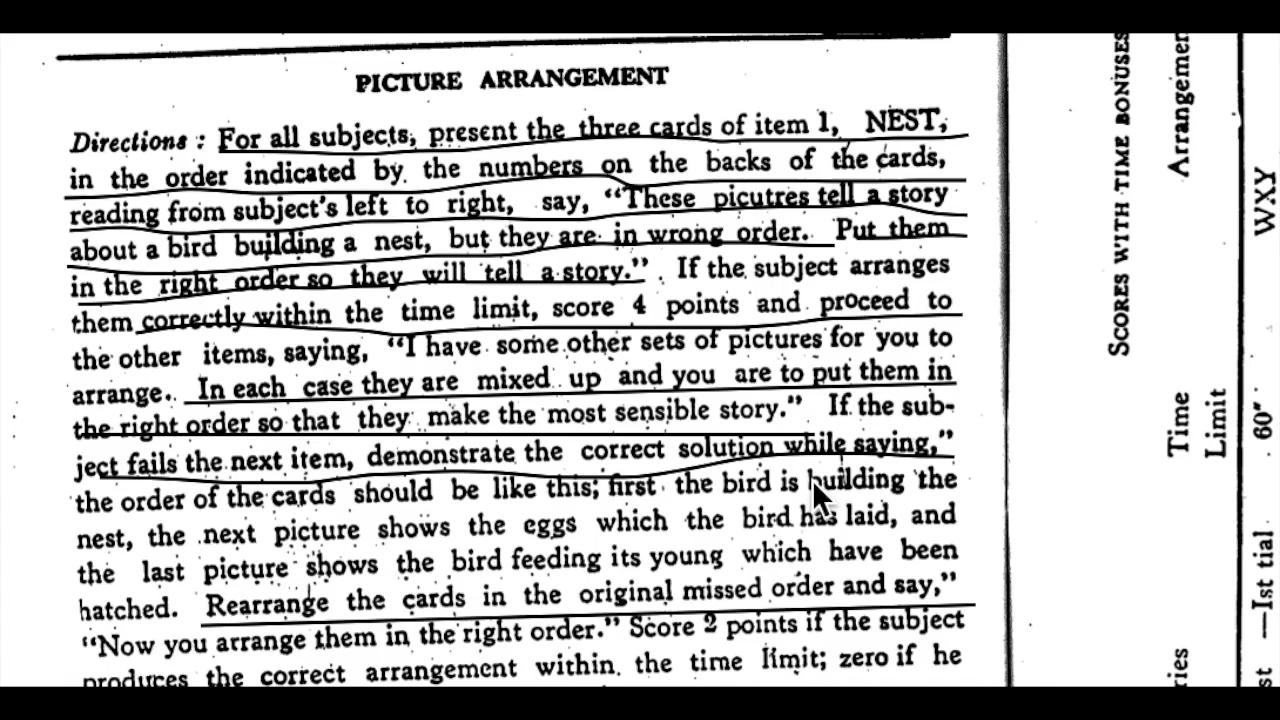 PICTURE ARRANGEMENT
Directions : For all subjects, present the three cards of item 1, NEST,
in the order indicated by the numbers on the backs of the cards,
reading from subject's left to right, say, “These picutres tell a story
about a bird building a nest, but they are in wrong order. Put them
in the right order so they will tell a story.” If the subject arranges
them correctly within the time limit, score 4 points and proceed to
the other items, saying, “I have some other sets of pictures for you to
arrange. In each case they are mixed up and you are to put them in
the right order so that they make the most sensible story.” If the sub-
ject fails the next item, demonstrate the correct solution while saying,”
the order of the cards should be like this; first the bird is building the
nest, the next picture shows the eggs which the bird has laid, and
the last picture shows the bird feeding its young which have been
hatched. Rearrange the cards in the original missed order and say,”
“Now you arrange them in the right order.” Score 2 points if the subject
produces the correct arrangement within the time limit; zero if he
SCORES WITH TIME BONUSES
Arrangemen
Time
Limit
ries
WXY
60″
—Ist tial
st